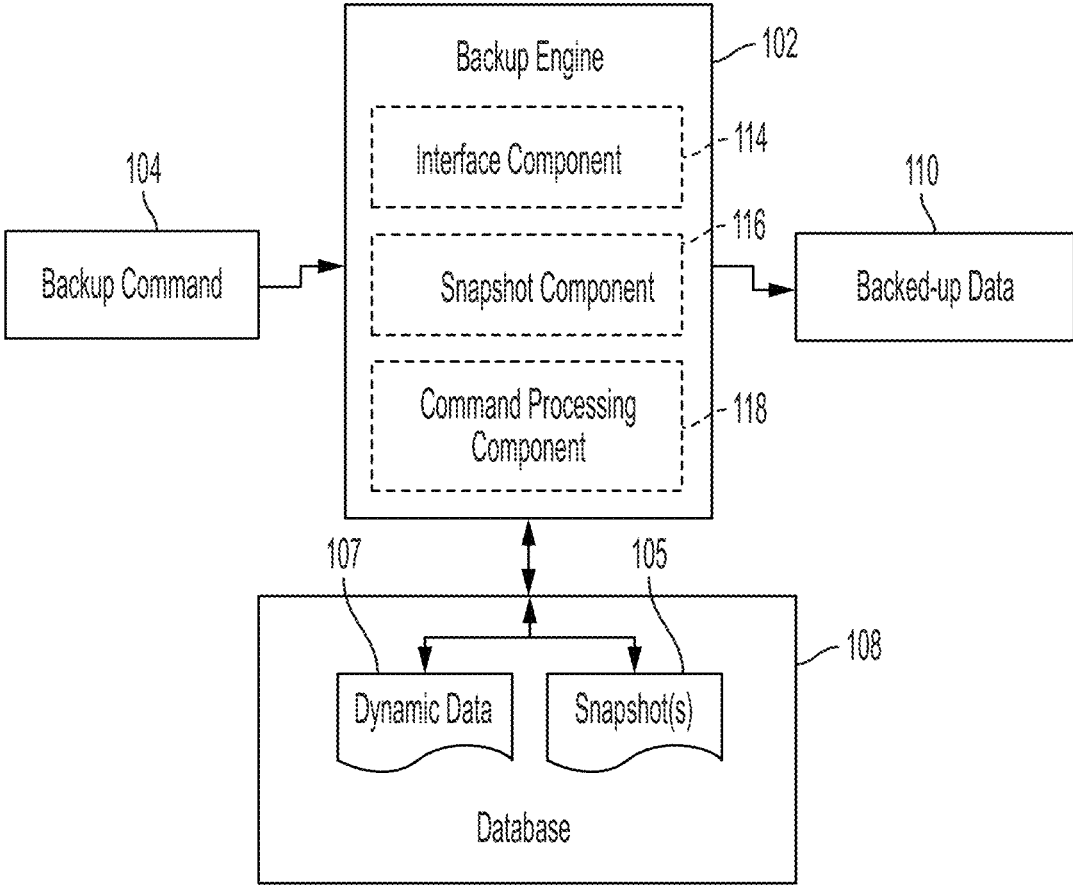 Backup Engine
102
Interface Component
114
104
116
110
Backup Command
Snapshot Component
Backed-up Data
Command Processing
Component
118
107
105
Dynamic Data
Snapshot(s)
108
Database